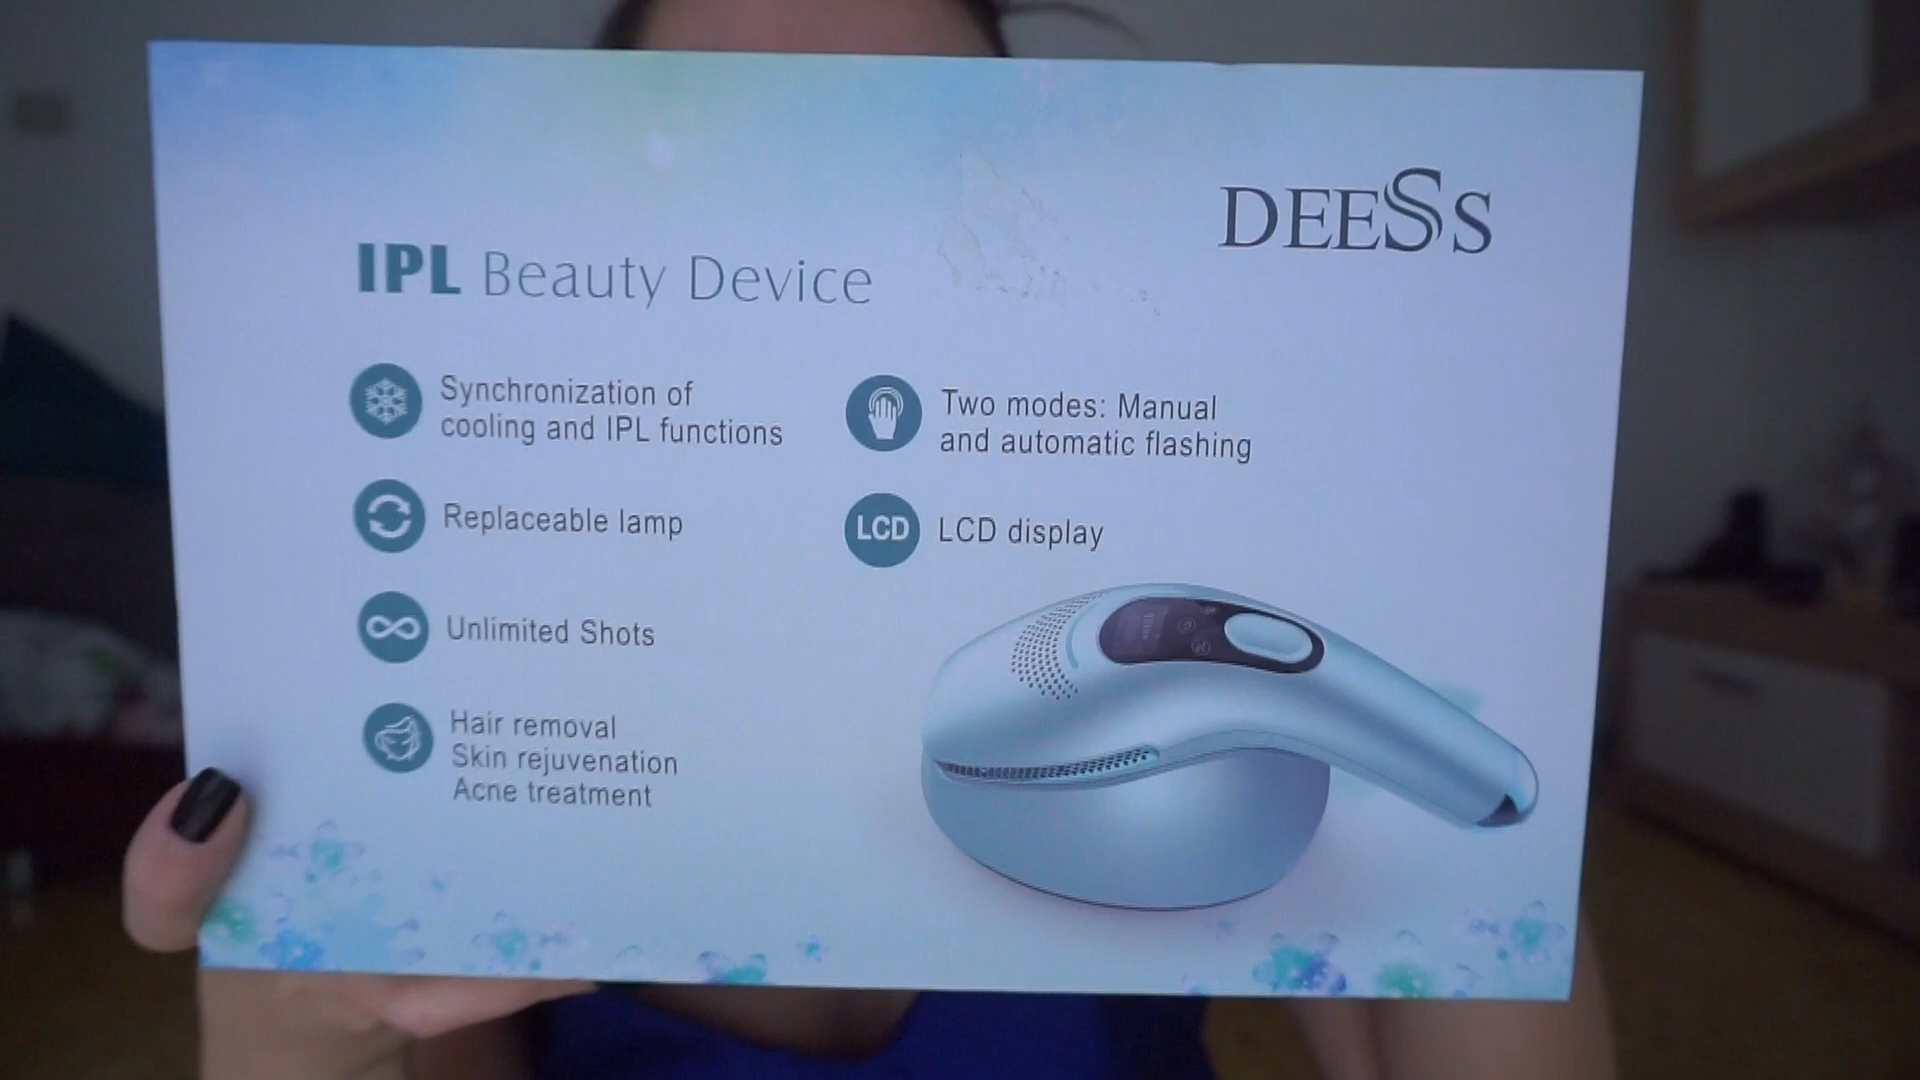 DEESS
IPL Beauty Device
Synchronization of
cooling and IPL functions
Replaceable lamp
Unlimited Shots
Hair removal
Skin rejuvenation
Acne treatment
Two modes: Manual
and automatic flashing
LCD
LCD display